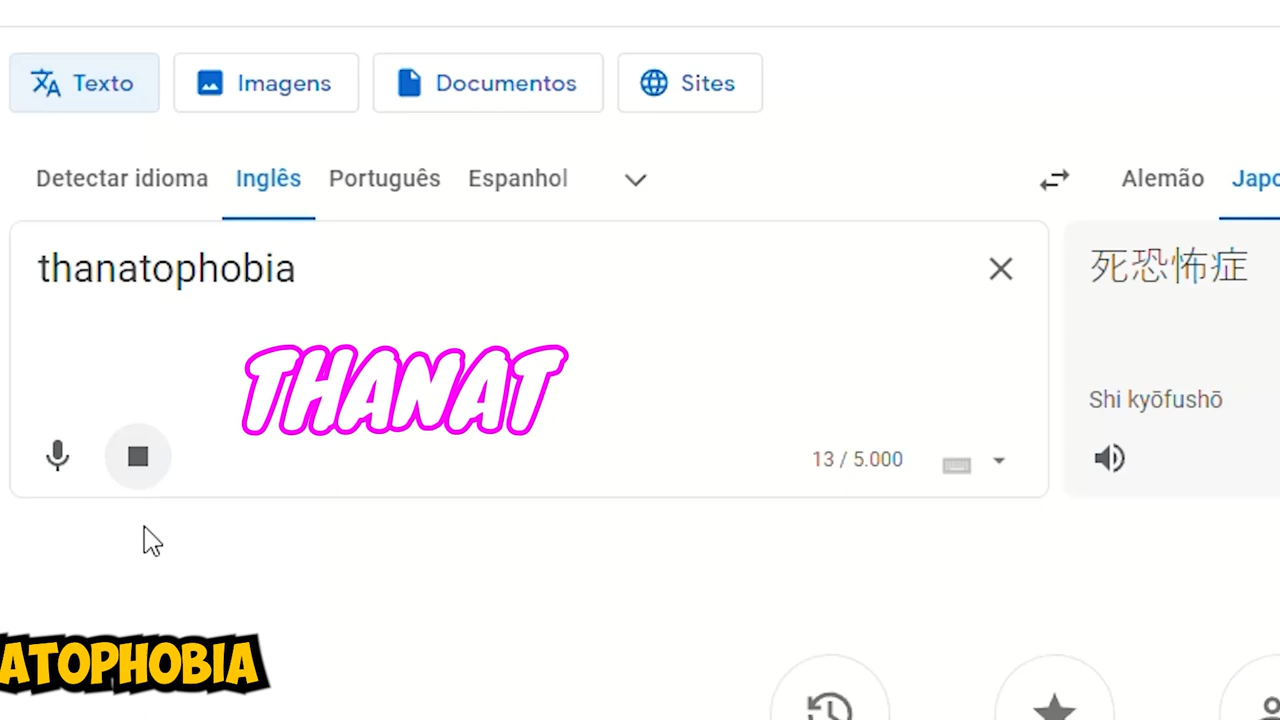 Texto Imagens Documentos Sites
Detectar idioma Inglês Português Espanhol Alemão Japo
thanatophobia
死恐怖症
THANAT
Shi kyōfushō
13 / 5.000
ATOPHOBIA